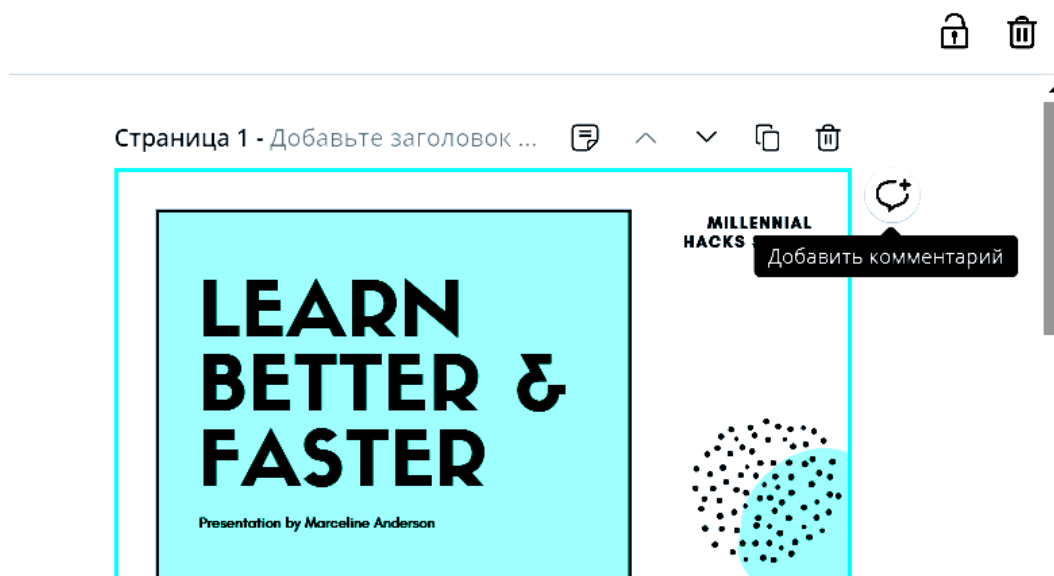 Страница 1 - Добавьте заголовок ...
MILLENNIAL
HACKS
Добавить комментарий
LEARN
BETTER &
FASTER
Presentation by Marceline Anderson